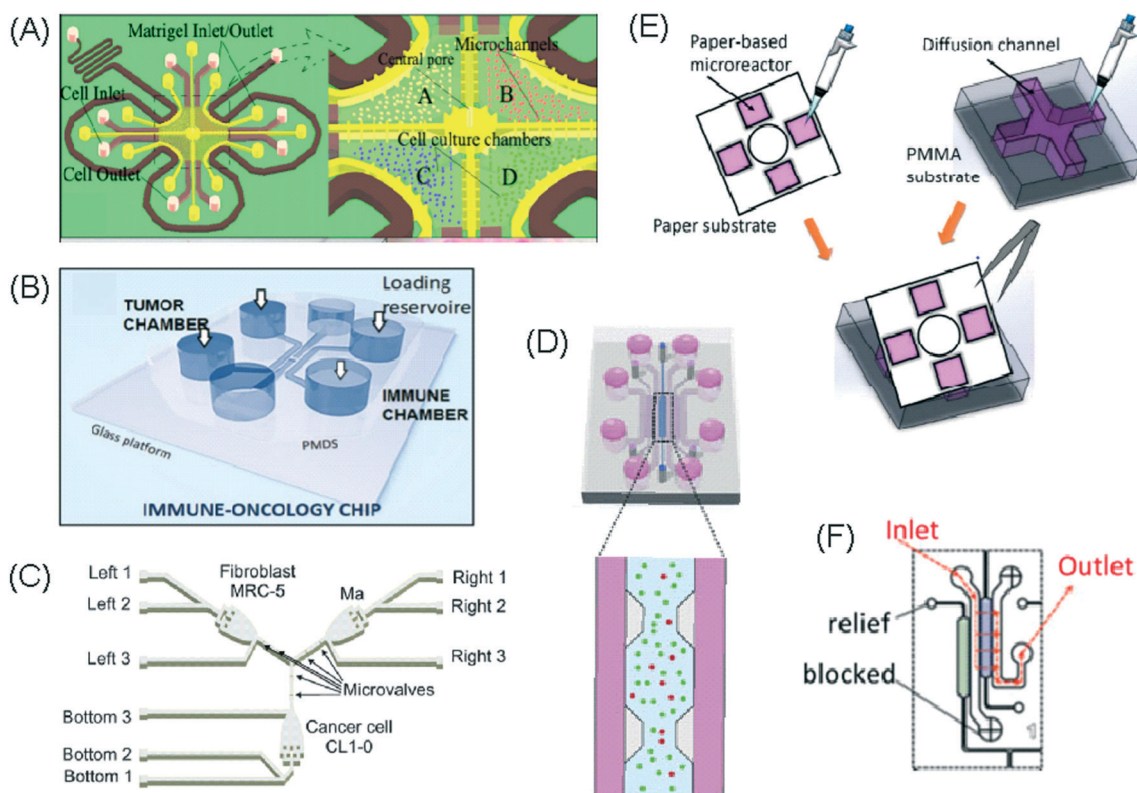 (A)
Matrigel Inlet/Outlet
Cell Inlet
Cell Outlet
Microchannels
Central pore
A
B
Cell culture chambers
C
D
(B)
TUMOR
CHAMBER
Loading
reservoire
IMMUNE
CHAMBER
Glass platform
PMDS
IMMUNE-ONCOLOGY CHIP
(C)
Left 1
Left 2
Left 3
Fibroblast
MRC-5
Ma
Right 1
Right 2
Right 3
Microvalves
Bottom 3
Cancer cell
CL1-0
Bottom 2
Bottom 1
(D)
(E)
Paper-based
microreactor
Diffusion channel
PMMA
substrate
Paper substrate
(F)
Inlet
Outlet
relief
blocked
1